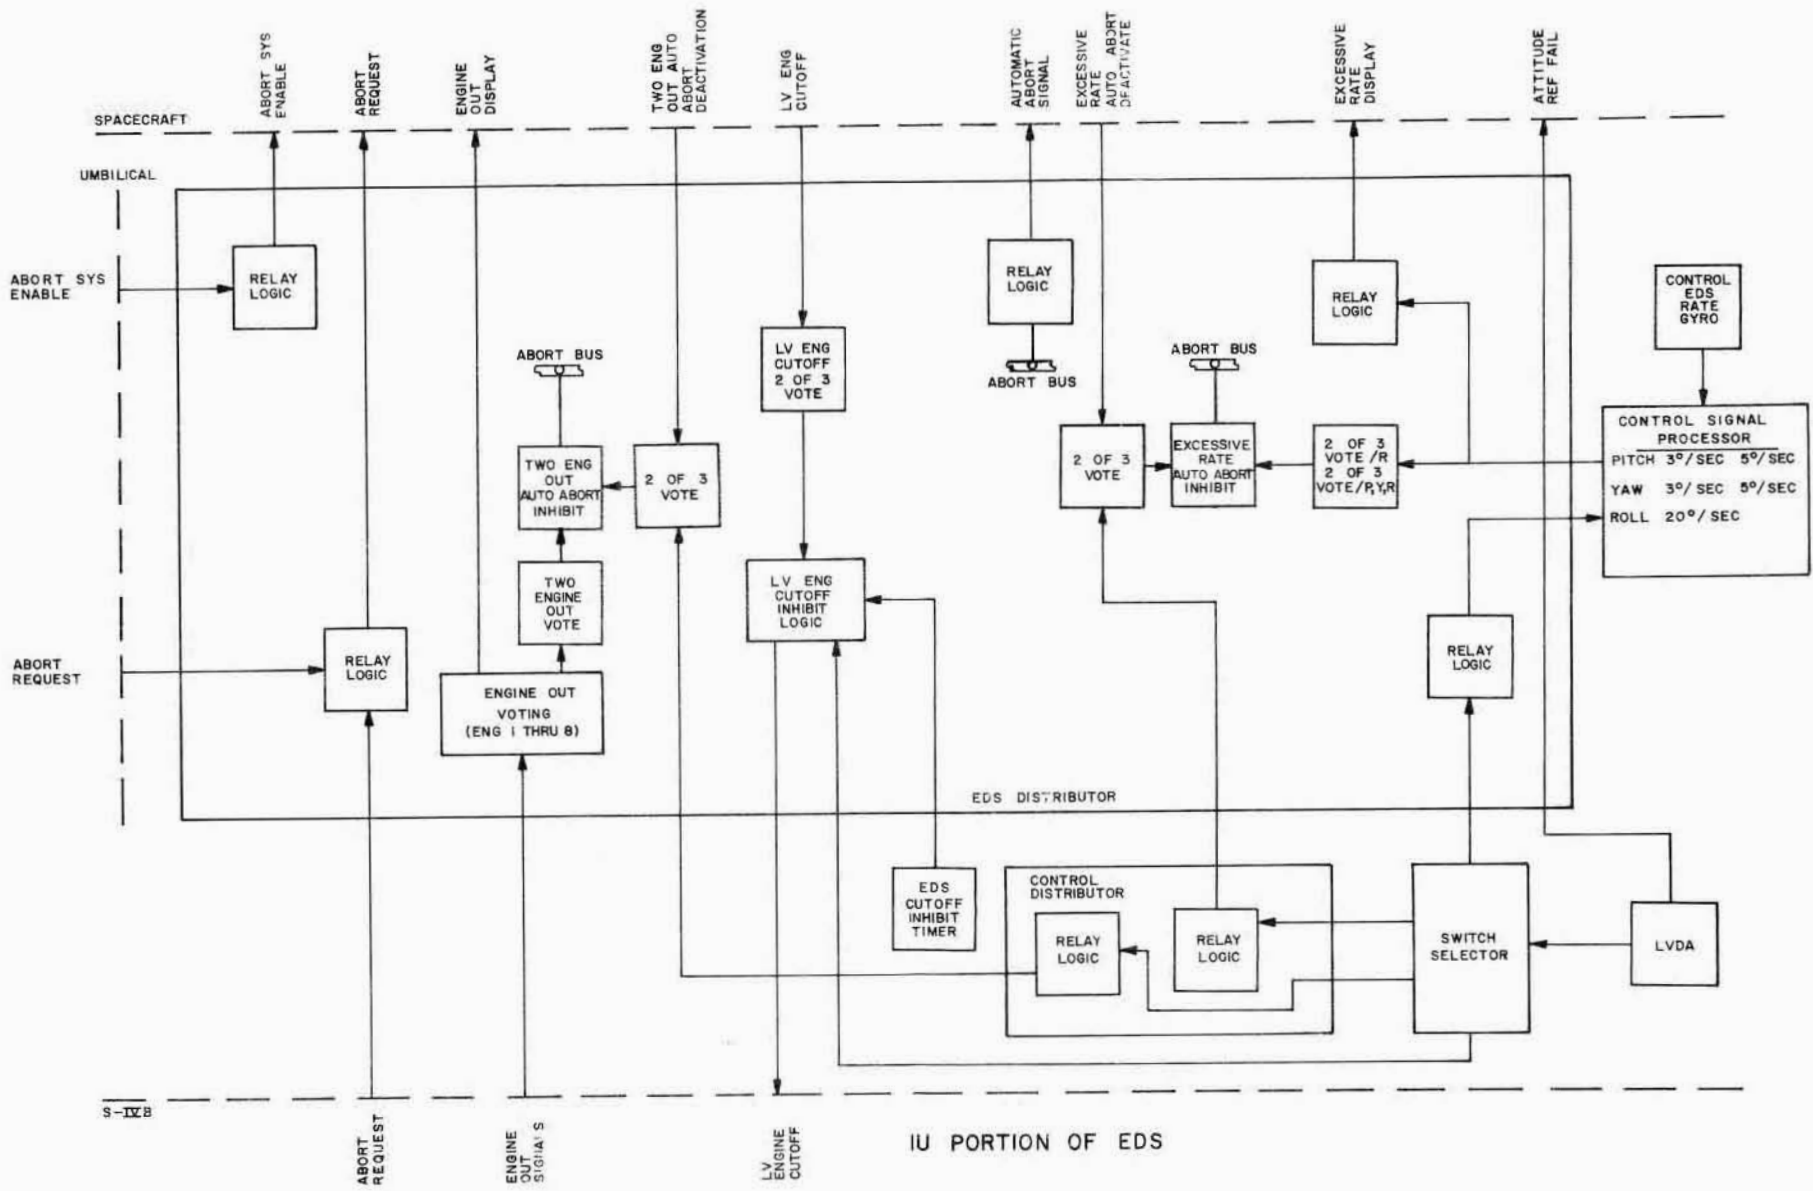 ABORT SYS
ENABLE
ABORT
REQUEST
ENGINE
OUT
DISPLAY
TWO ENG
OUT AUTO
ABORT
DEACTIVATION
LV ENG
CUTOFF
AUTOMATIC
ABORT
SIGNAL
EXCESSIVE
RATE
AUTO ABORT
DEACTIVATE
EXCESSIVE
RATE
DISPLAY
ATTITUDE
REF FAIL
SPACECRAFT
UMBILICAL
ABORT SYS
ENABLE
RELAY
LOGIC
RELAY
LOGIC
RELAY
LOGIC
CONTROL
EDS
RATE
GYRO
ABORT BUS
LV ENG
CUTOFF
2 OF 3
VOTE
ABORT BUS
ABORT BUS
TWO ENG
OUT
AUTO ABORT
INHIBIT
2 OF 3
VOTE
2 OF 3
VOTE
EXCESSIVE
RATE
AUTO ABORT
INHIBIT
2 OF 3
VOTE /R
2 OF 3
VOTE/P,Y,R
CONTROL SIGNAL
PROCESSOR
PITCH 3°/SEC 5°/SEC
YAW 3°/SEC 5°/SEC
ROLL 20°/SEC
TWO
ENGINE
OUT
VOTE
LV ENG
CUTOFF
INHIBIT
LOGIC
ABORT
REQUEST
RELAY
LOGIC
RELAY
LOGIC
ENGINE OUT
VOTING
(ENG 1 THRU 8)
EDS DISTRIBUTOR
EDS
CUTOFF
INHIBIT
TIMER
CONTROL
DISTRIBUTOR
RELAY
LOGIC
RELAY
LOGIC
SWITCH
SELECTOR
LVDA
S-IVB
ABORT
REQUEST
ENGINE
OUT
SIGNALS
LV
ENGINE
CUTOFF
IU PORTION OF EDS